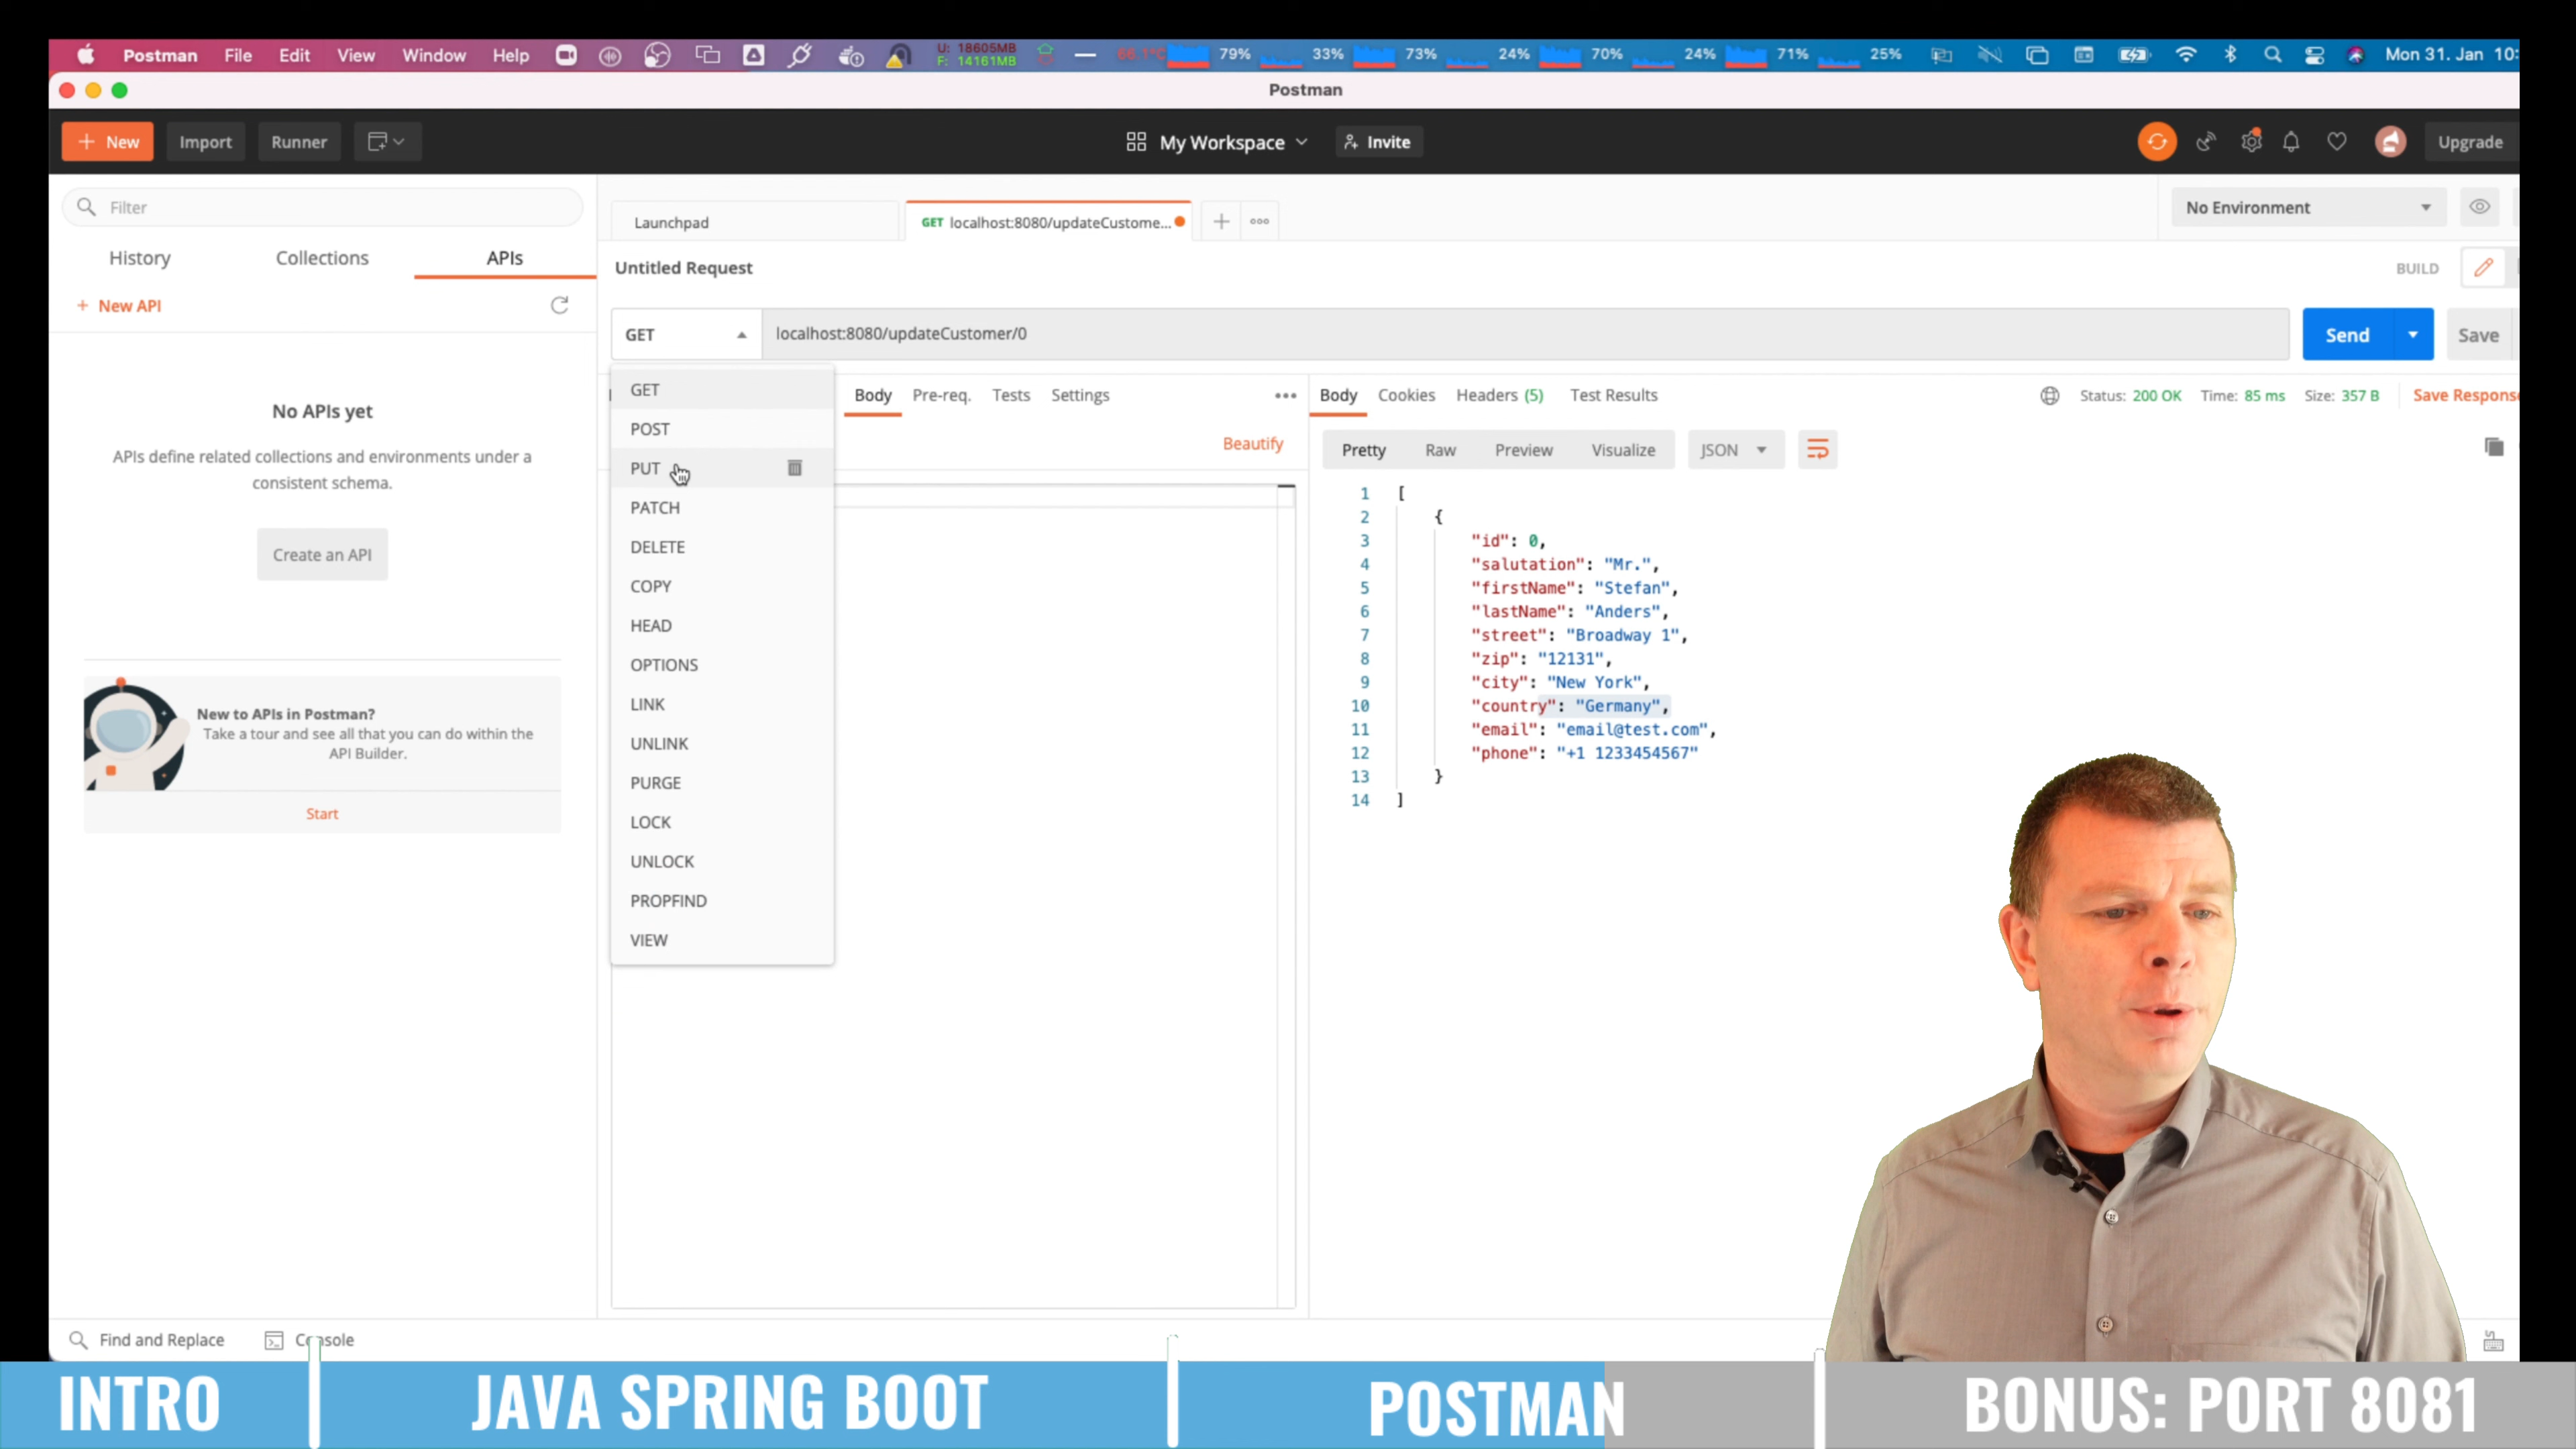 Postman File Edit View Window Help U: 18605MB 79% 33% 73% 24% 70% 24% 71% 25% Mon 31. Jan 10:
F: 14161MB
Postman
+ New Import Runner My Workspace Invite Upgrade
Filter
Launchpad GET localhost:8080/updateCustome... No Environment
History Collections APIs
Untitled Request BUILD
+ New API
GET localhost:8080/updateCustomer/0 Send Save
GET
POST
PUT
PATCH
DELETE
COPY
HEAD
OPTIONS
LINK
UNLINK
PURGE
LOCK
UNLOCK
PROPFIND
VIEW
Body Pre-req. Tests Settings
Beautify
Body Cookies Headers (5) Test Results Status: 200 OK Time: 85 ms Size: 357 B Save Respons
Pretty Raw Preview Visualize JSON
1 [
2 {
3 "id": 0,
4 "salutation": "Mr.",
5 "firstName": "Stefan",
6 "lastName": "Anders",
7 "street": "Broadway 1",
8 "zip": "12131",
9 "city": "New York",
10 "country": "Germany",
11 "email": "email@test.com",
12 "phone": "+1 1233454567"
13 }
14 ]
No APIs yet
APIs define related collections and environments under a
consistent schema.
Create an API
New to APIs in Postman?
Take a tour and see all that you can do within the
API Builder.
Start
Find and Replace Console
INTRO JAVA SPRING BOOT POSTMAN BONUS: PORT 8081